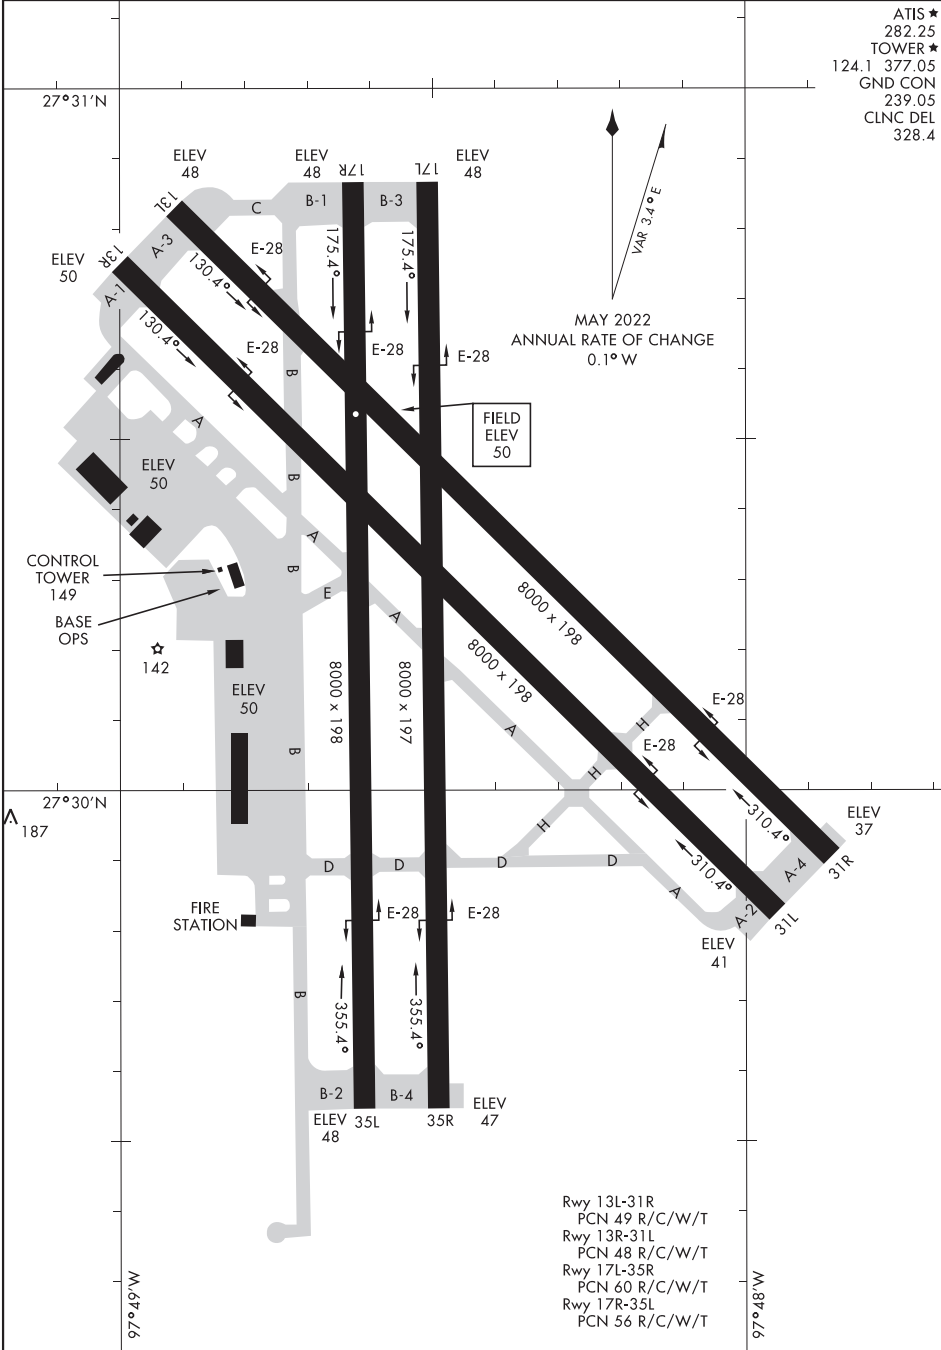 ATIS ★
282.25
TOWER ★
124.1 377.05
GND CON
239.05
CLNC DEL
328.4
27°31'N
ELEV
48
ELEV
48
17R
17L
ELEV
48
13L
C
B-1
B-3
VAR 3.4° E
ELEV
50
13R
A-3
E-28
130.4°
175.4°
175.4°
A-1
130.4°
MAY 2022
ANNUAL RATE OF CHANGE
0.1° W
E-28
E-28
E-28
B
A
FIELD
ELEV
50
ELEV
50
B
A
CONTROL
TOWER
149
B
E
A
BASE
OPS
8000 x 198
142
8000 x 198
8000 x 197
8000 x 198
ELEV
50
E-28
B
A
H
E-28
H
27°30'N
187
H
310.4°
ELEV
37
D
D
D
D
310.4°
A-4
31R
A
A-2
31L
FIRE
STATION
E-28
E-28
ELEV
41
B
355.4°
355.4°
B-2
B-4
ELEV
48
35L
35R
ELEV
47
Rwy 13L-31R
PCN 49 R/C/W/T
Rwy 13R-31L
PCN 48 R/C/W/T
Rwy 17L-35R
PCN 60 R/C/W/T
Rwy 17R-35L
PCN 56 R/C/W/T
97°49'W
97°48'W